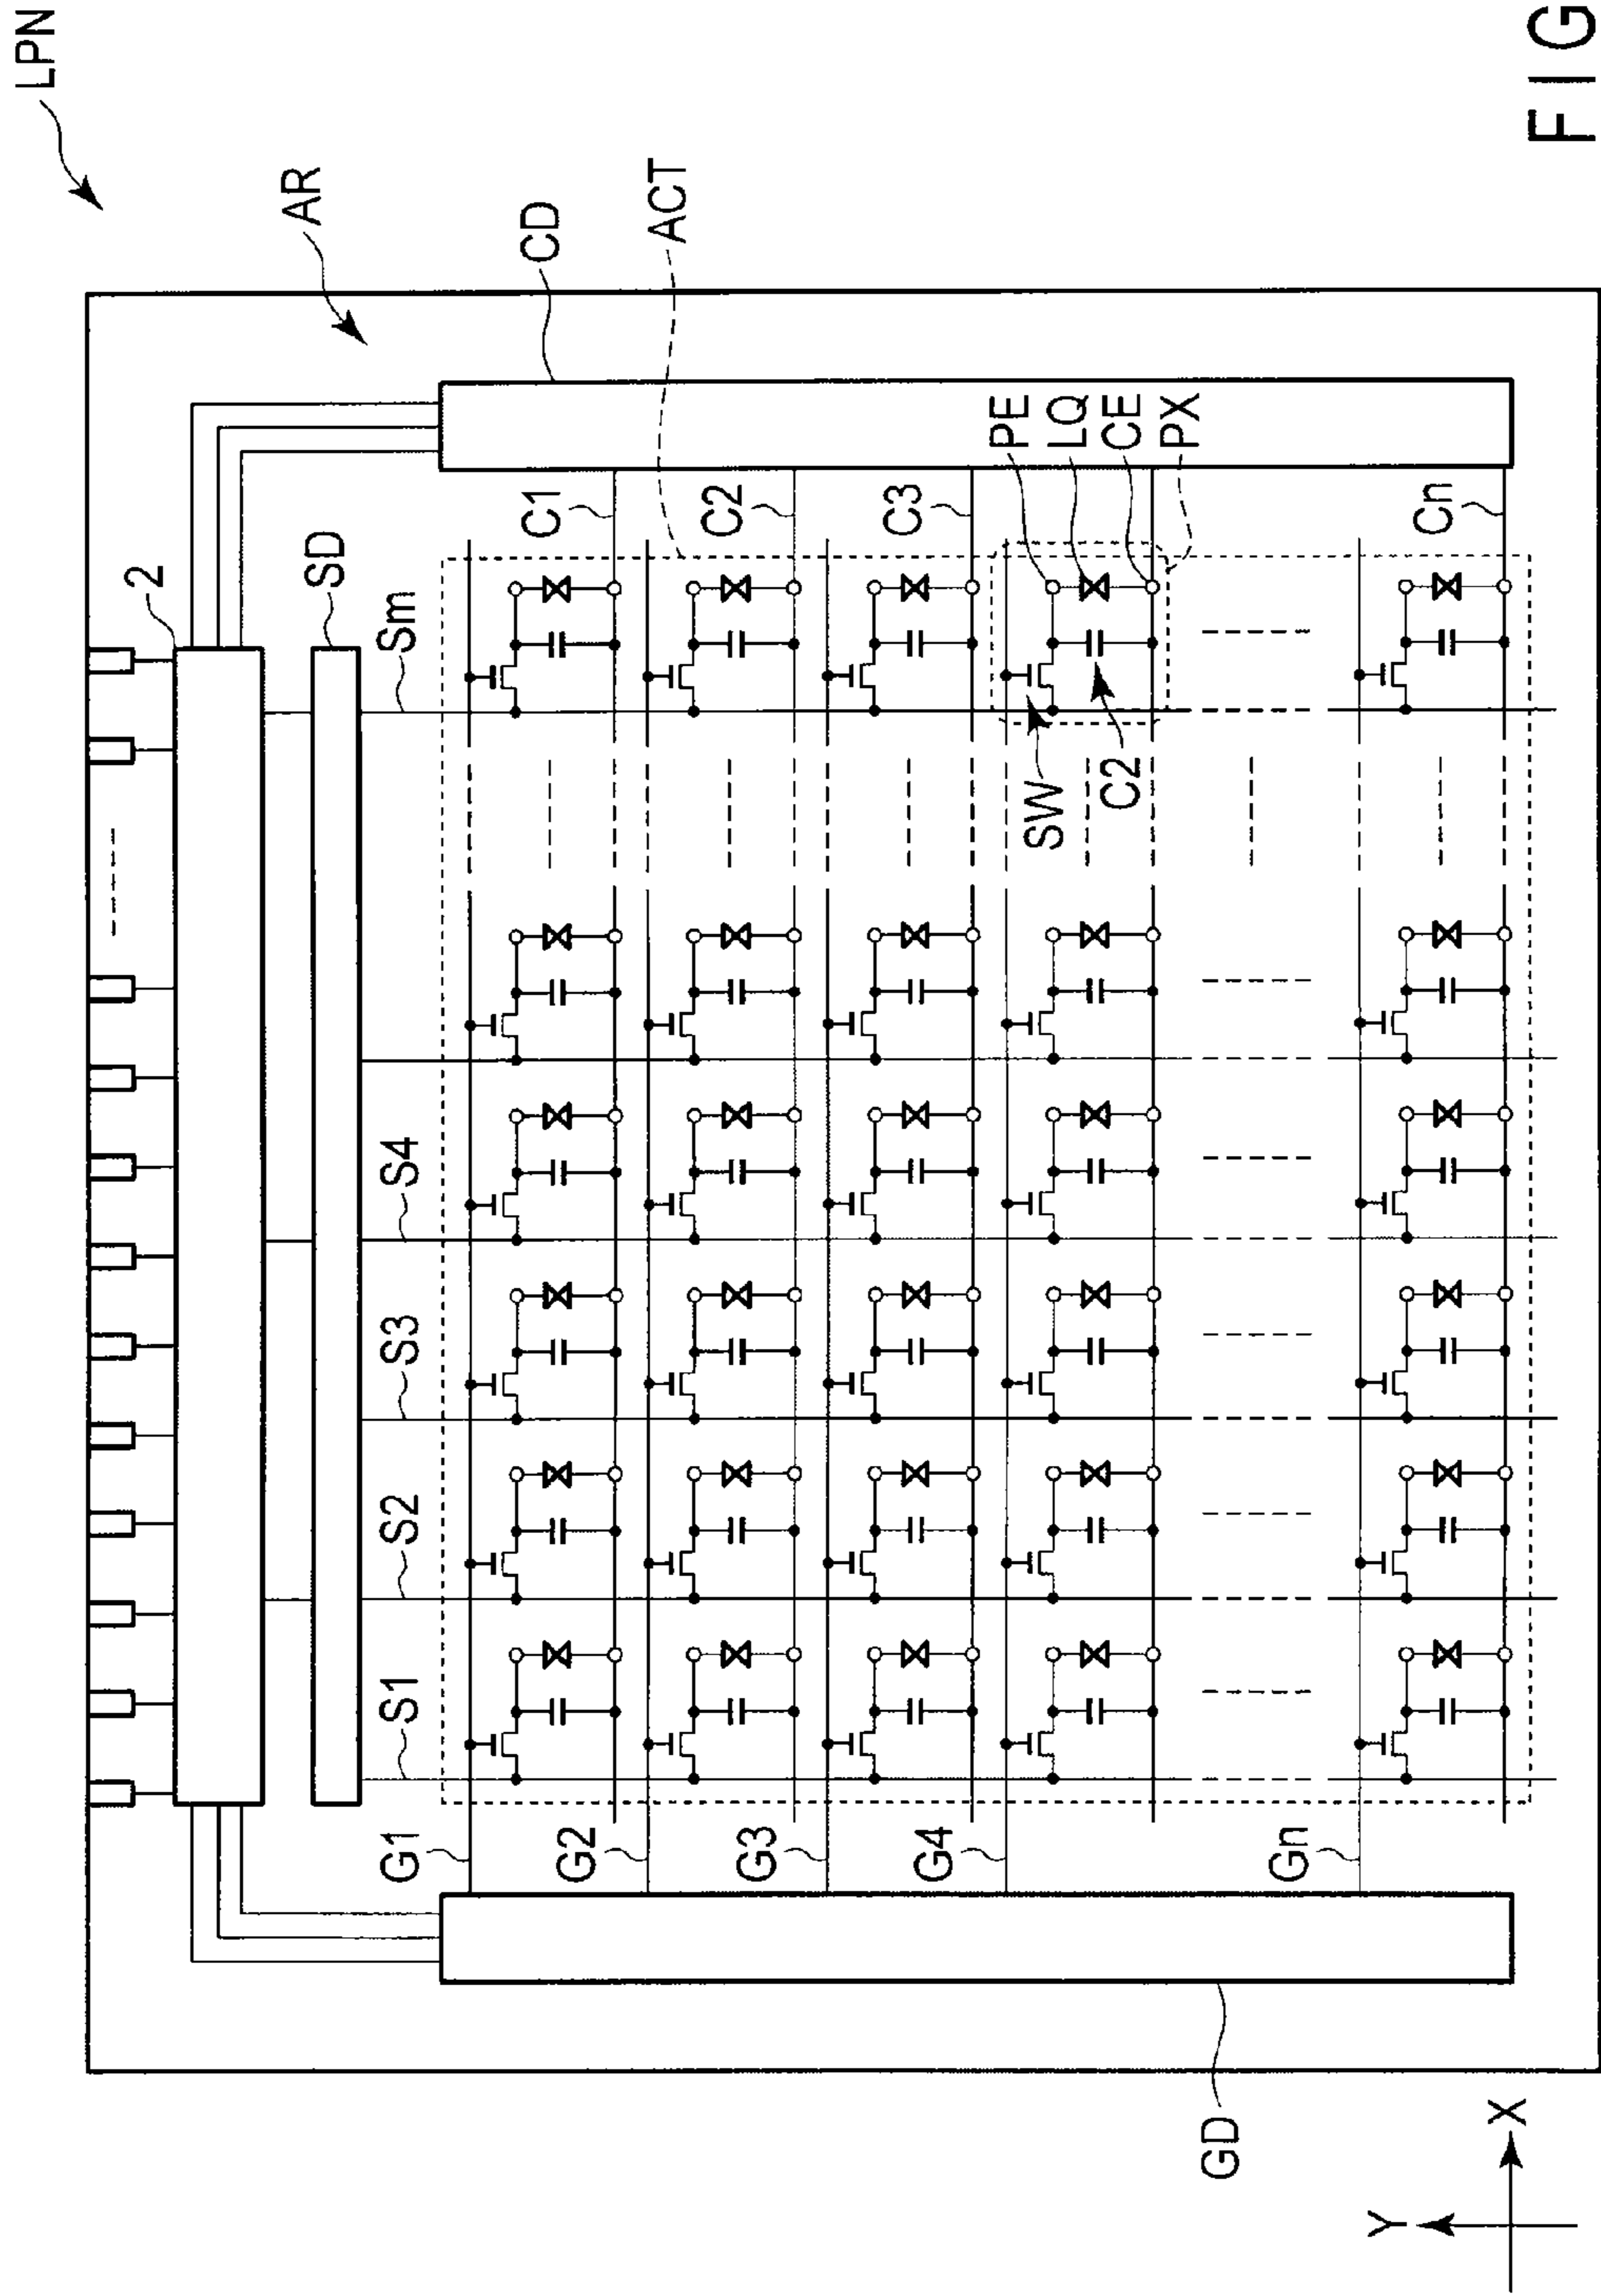 LPN
AR
CD
ACT
2
SD
Sm
S4
S3
S2
S1
C1
C2
C3
PE
LQ
CE
PX
Cn
SW
C2
G1
G2
G3
G4
Gn
GD
Y
X
FIG